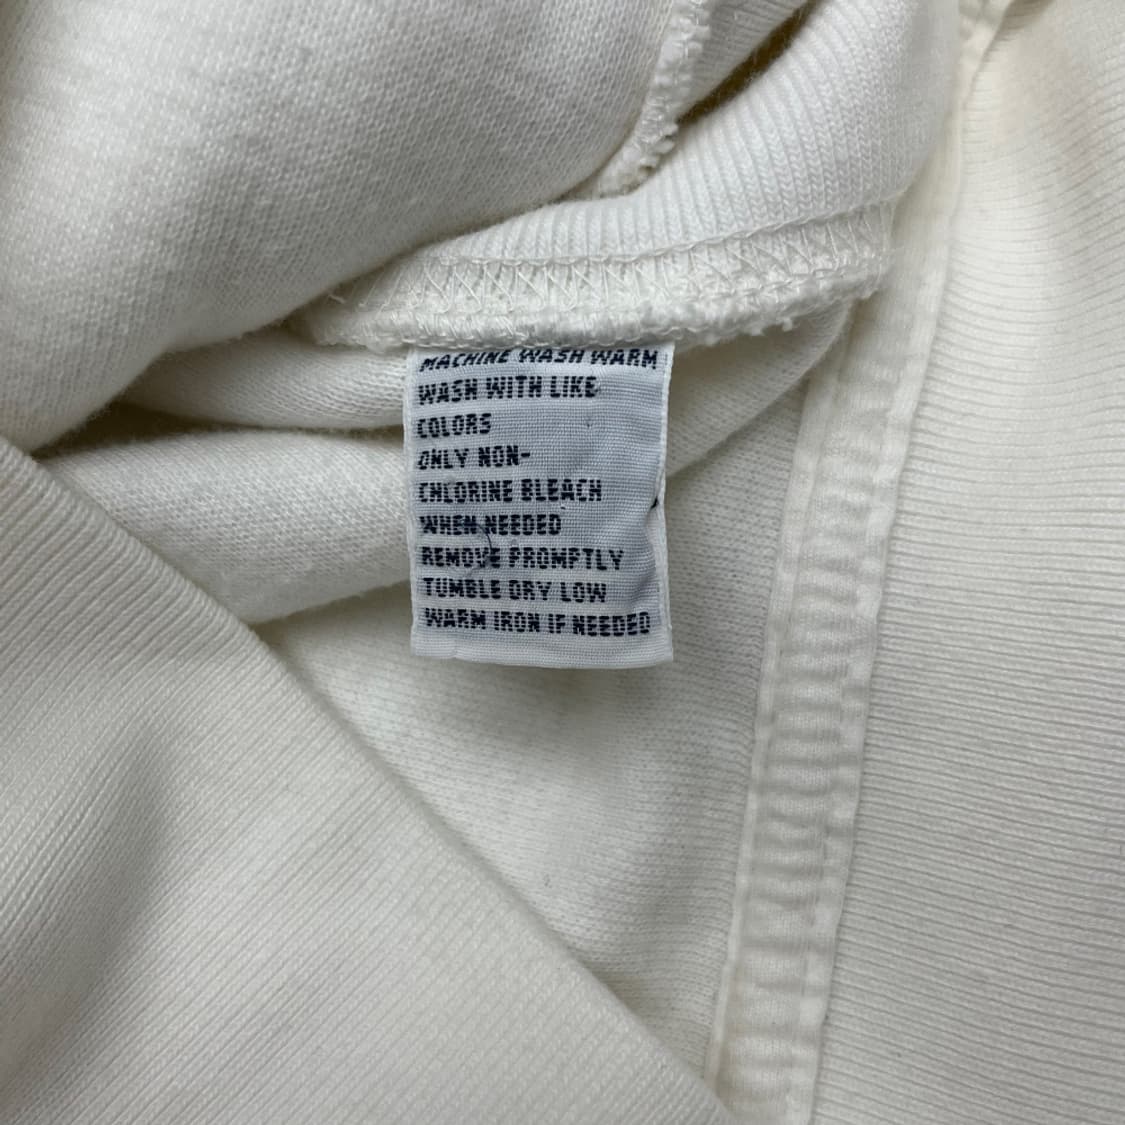 MACHINE WASH WARM
WASH WITH LIKE
COLORS
ONLY NON-
CHLORINE BLEACH
WHEN NEEDED
REMOVE PROMPTLY
TUMBLE DRY LOW
WARM IRON IF NEEDED